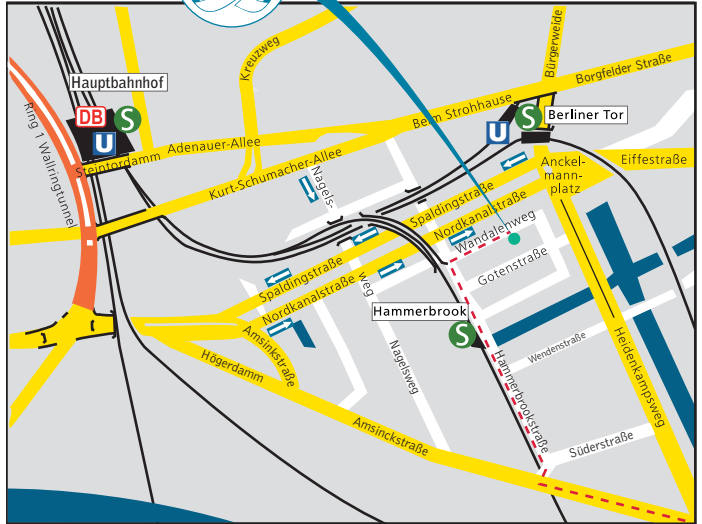 Kreuzweg
Bürgerweide
Borgfelder Straße
Hauptbahnhof
DB
S
U
Ring 1 Wallringtunnel
Beim Strohhause
S
U
Berliner Tor
Adenauer-Allee
Steintordamm
Kurt-Schumacher-Allee
Nagels-
Anckel-
mann-
platz
Eiffestraße
Spaldingstraße
Nordkanalstraße
Wandalenweg
Gotenstraße
Spaldingstraße
Nordkanalstraße
weg
Hammerbrook
S
Amsinkstraße
Högerdamm
Nagelsweg
Wendenstraße
Hammerbrookstraße
Heidenkampsweg
Amsinckstraße
Süderstraße